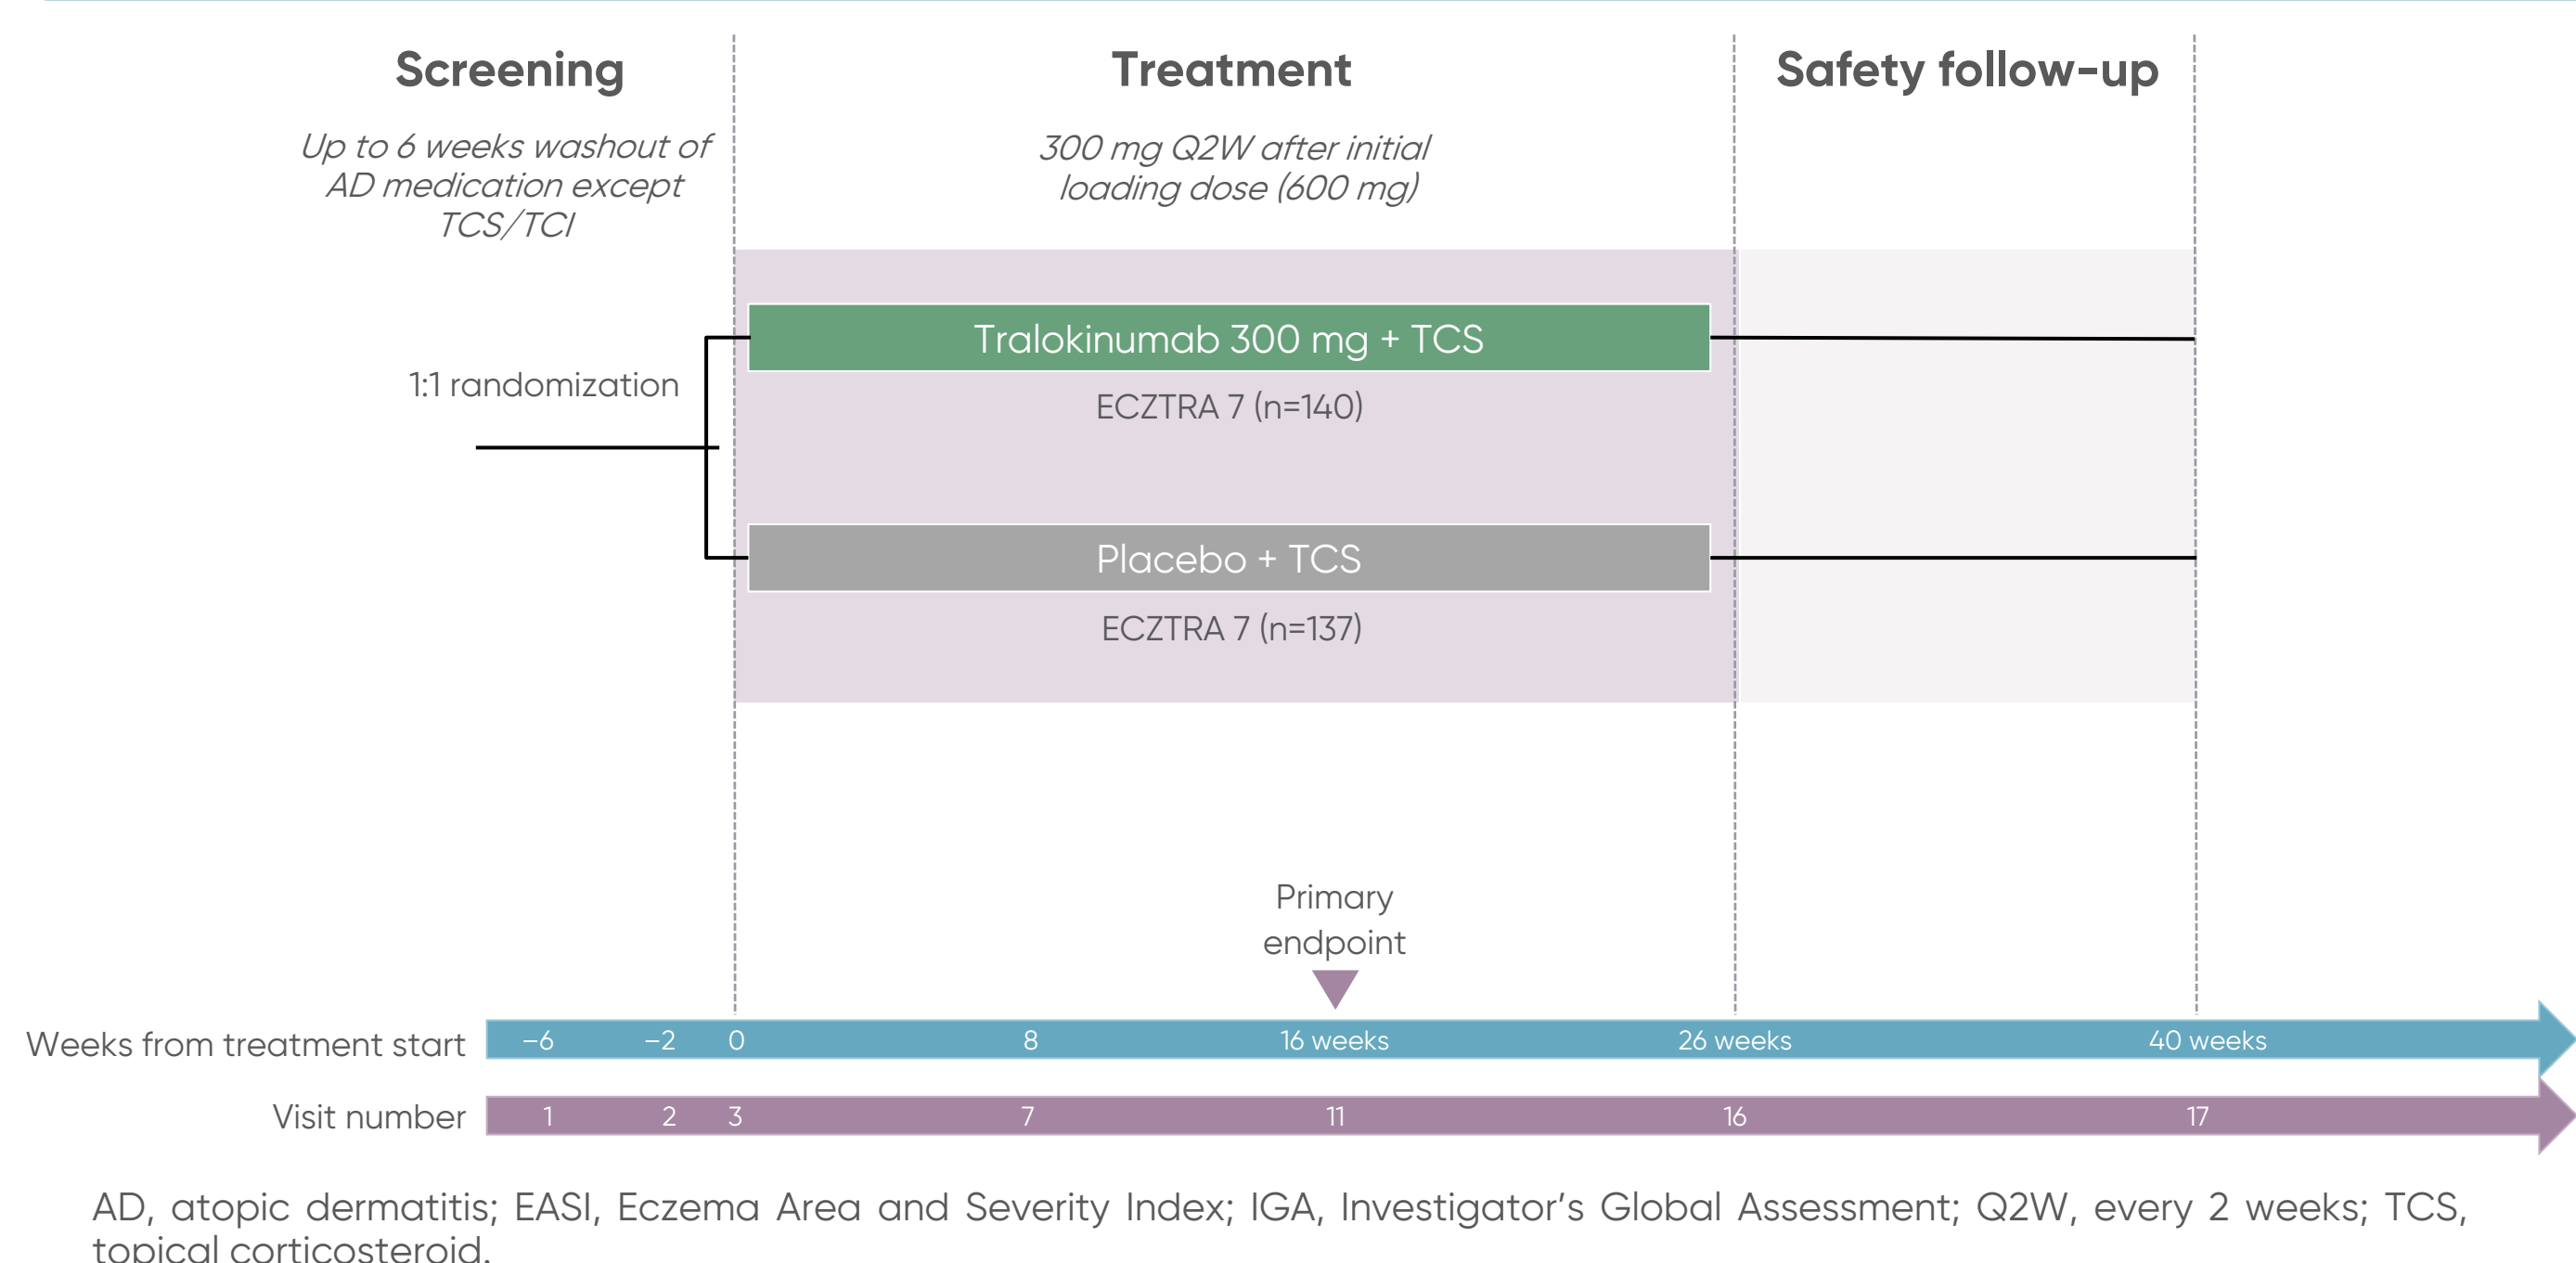 Screening
Treatment
Safety follow-up
Up to 6 weeks washout of
AD medication except
TCS/TCI
300 mg Q2W after initial
loading dose (600 mg)
Tralokinumab 300 mg + TCS
1:1 randomization
ECZTRA 7 (n=140)
Placebo + TCS
ECZTRA 7 (n=137)
Primary
endpoint
Weeks from treatment start –6 –2 0 8 16 weeks 26 weeks 40 weeks
Visit number 1 2 3 7 11 16 17
AD, atopic dermatitis; EASI, Eczema Area and Severity Index; IGA, Investigator’s Global Assessment; Q2W, every 2 weeks; TCS,
topical corticosteroid.